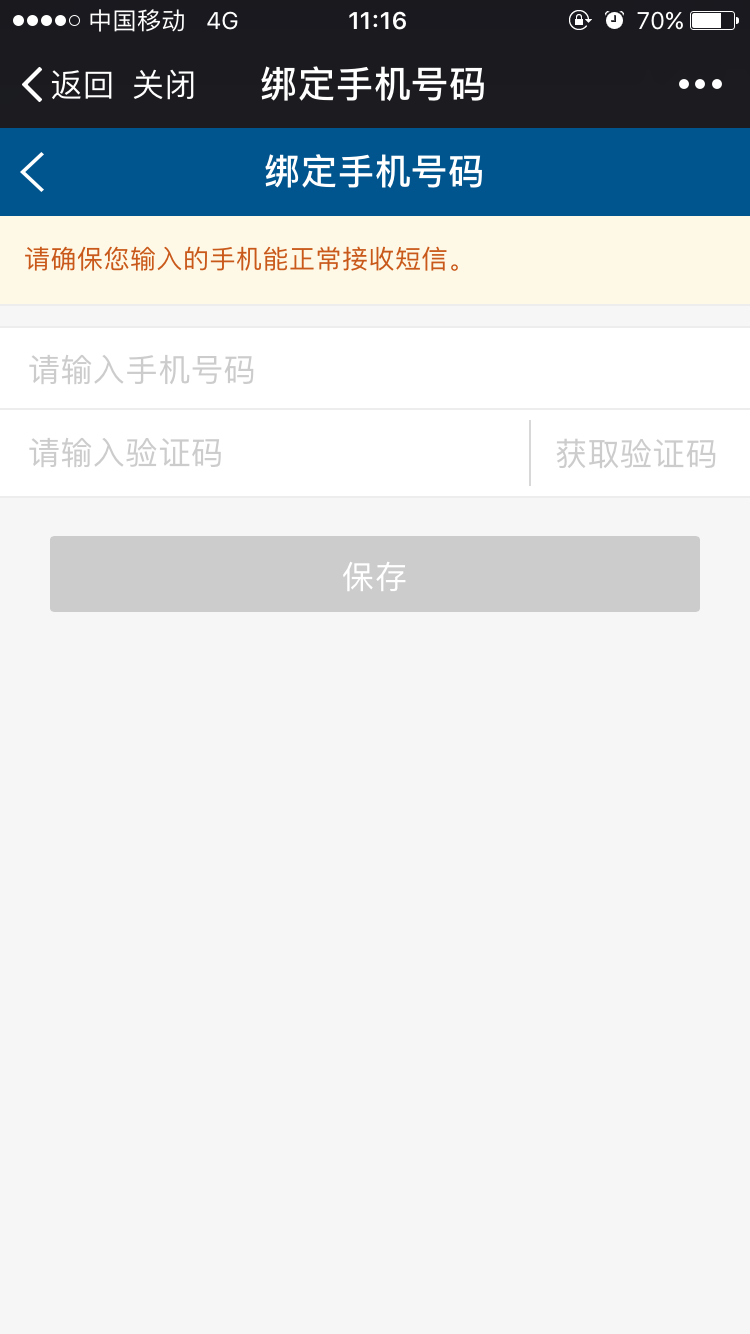 中国移动 4G 11:16 70%
返回 关闭 绑定手机号码
绑定手机号码
请确保您输入的手机能正常接收短信。
请输入手机号码
请输入验证码 获取验证码
保存